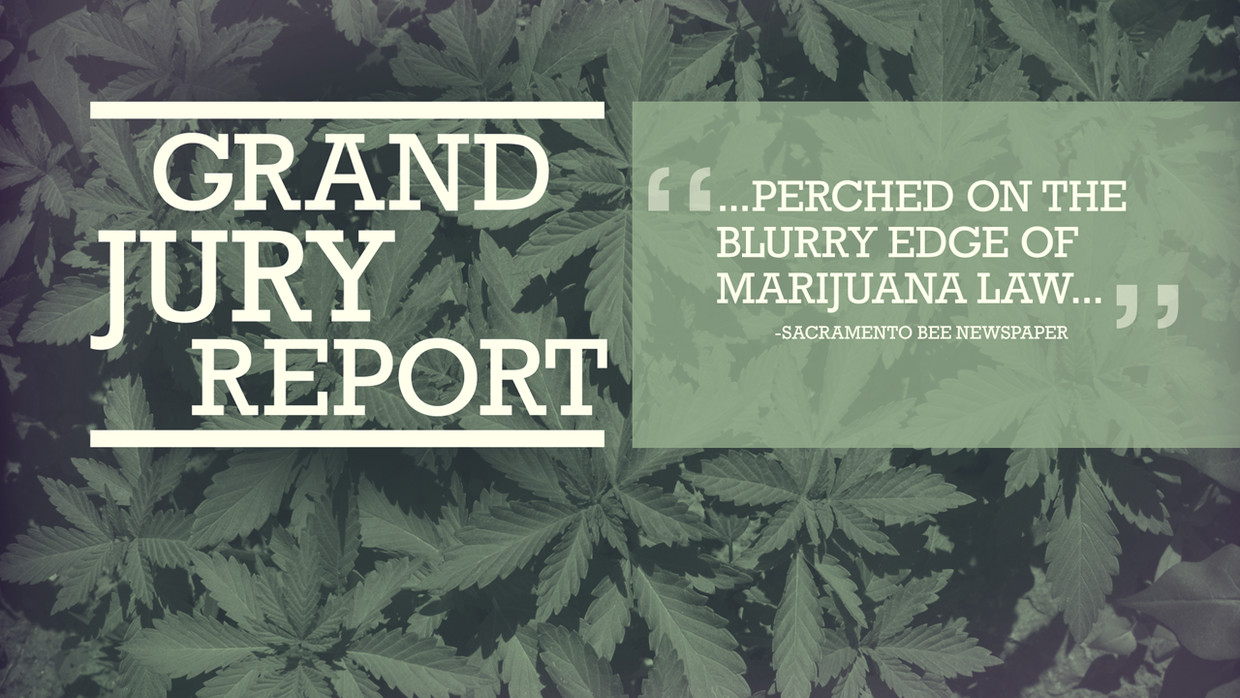 GRAND
JURY
REPORT
“...PERCHED ON THE
BLURRY EDGE OF
MARIJUANA LAW...”
-SACRAMENTO BEE NEWSPAPER